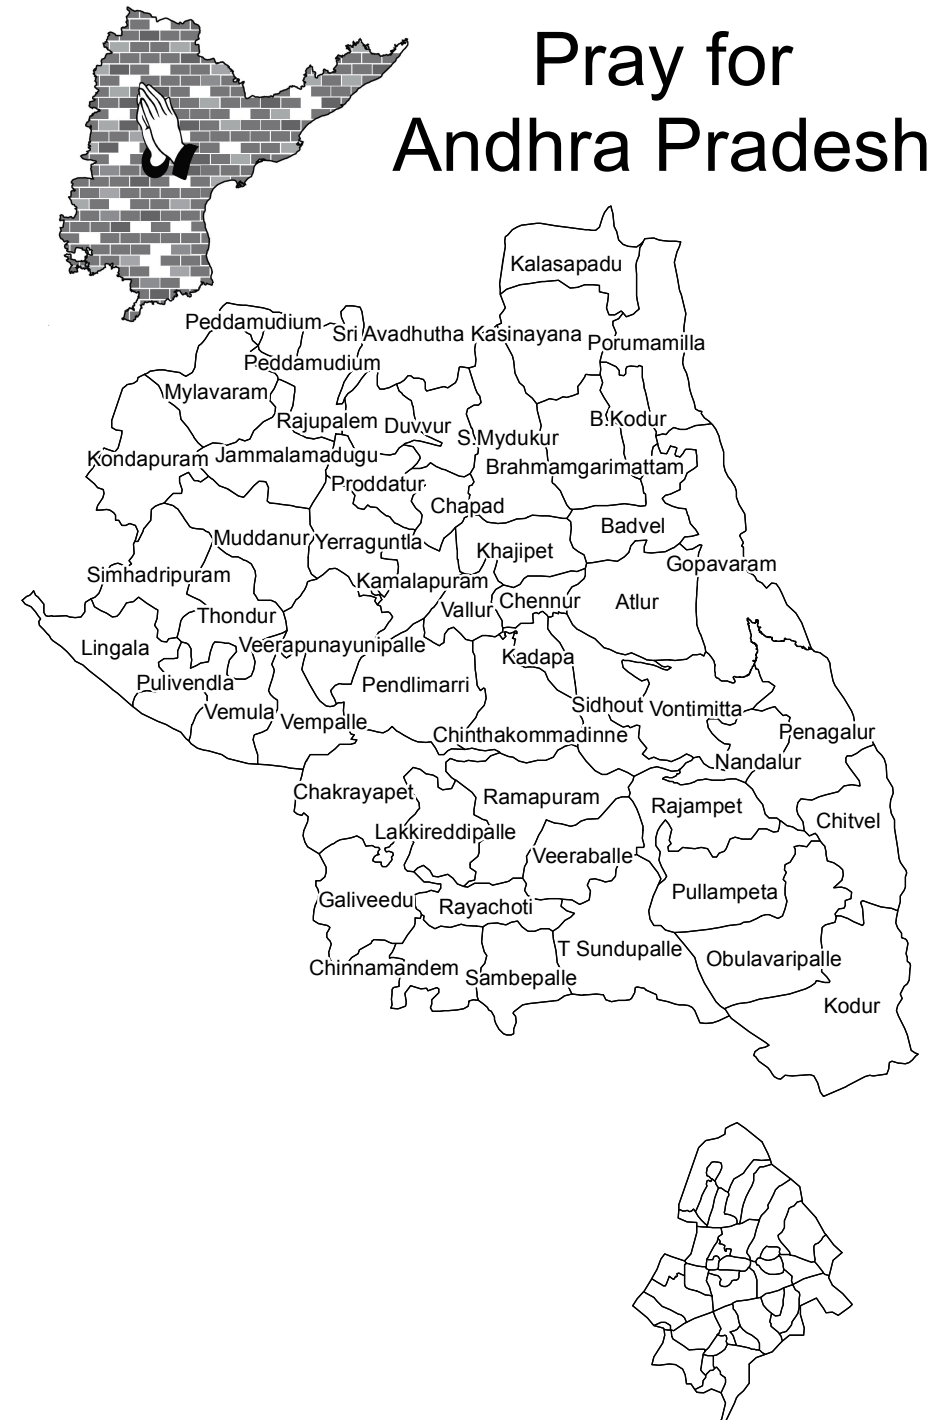 Pray for
Andhra Pradesh
Kalasapadu
Peddamudium
Sri Avadhutha Kasinayana
Porumamilla
Peddamudium
Mylavaram
Rajupalem
Duvvur
B.Kodur
S.Mydukur
Kondapuram
Jammalamadugu
Brahmamgarimattam
Proddatur
Chapad
Badvel
Muddanur
Yerraguntla
Khajipet
Gopavaram
Simhadripuram
Kamalapuram
Vallur
Chennur
Atlur
Thondur
Lingala
Veerapunayunipalle
Kadapa
Pulivendla
Pendlimarri
Sidhout
Vontimitta
Vemula
Vempalle
Chinthakommadinne
Penagalur
Nandalur
Chakrayapet
Ramapuram
Rajampet
Chitvel
Lakkireddipalle
Veeraballe
Galiveedu
Rayachoti
Pullampeta
T Sundupalle
Obulavaripalle
Chinnamandem
Sambepalle
Kodur